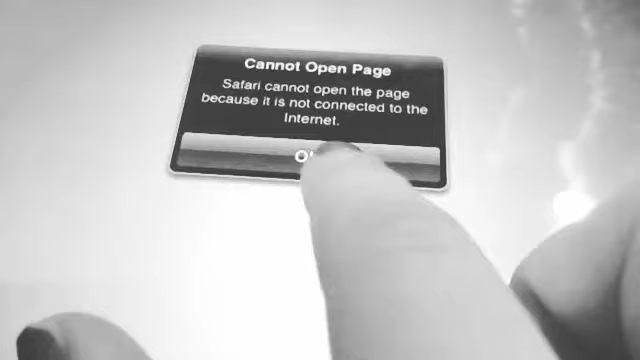 Cannot Open Page
Safari cannot open the page
because it is not connected to the
Internet.